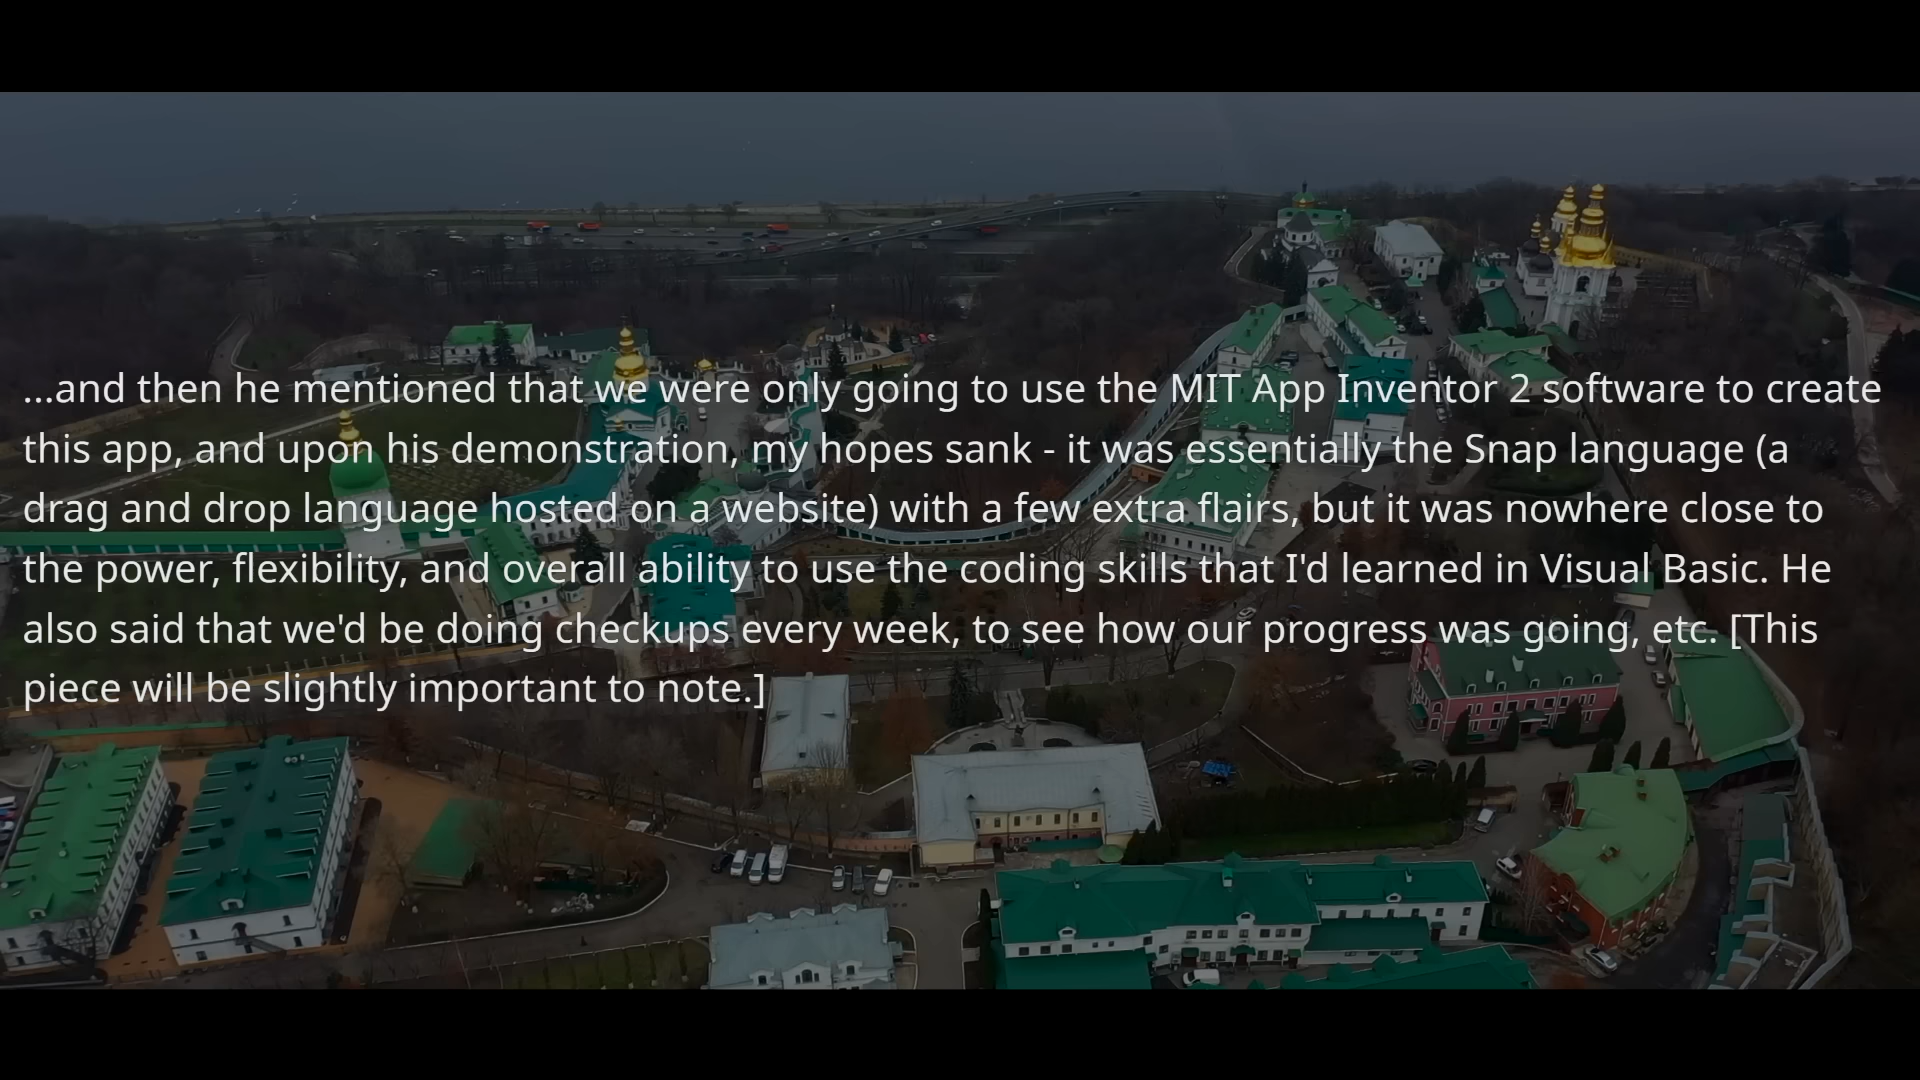 ...and then he mentioned that we were only going to use the MIT App Inventor 2 software to create
this app, and upon his demonstration, my hopes sank - it was essentially the Snap language (a
drag and drop language hosted on a website) with a few extra flairs, but it was nowhere close to
the power, flexibility, and overall ability to use the coding skills that I'd learned in Visual Basic. He
also said that we'd be doing checkups every week, to see how our progress was going, etc. [This
piece will be slightly important to note.]